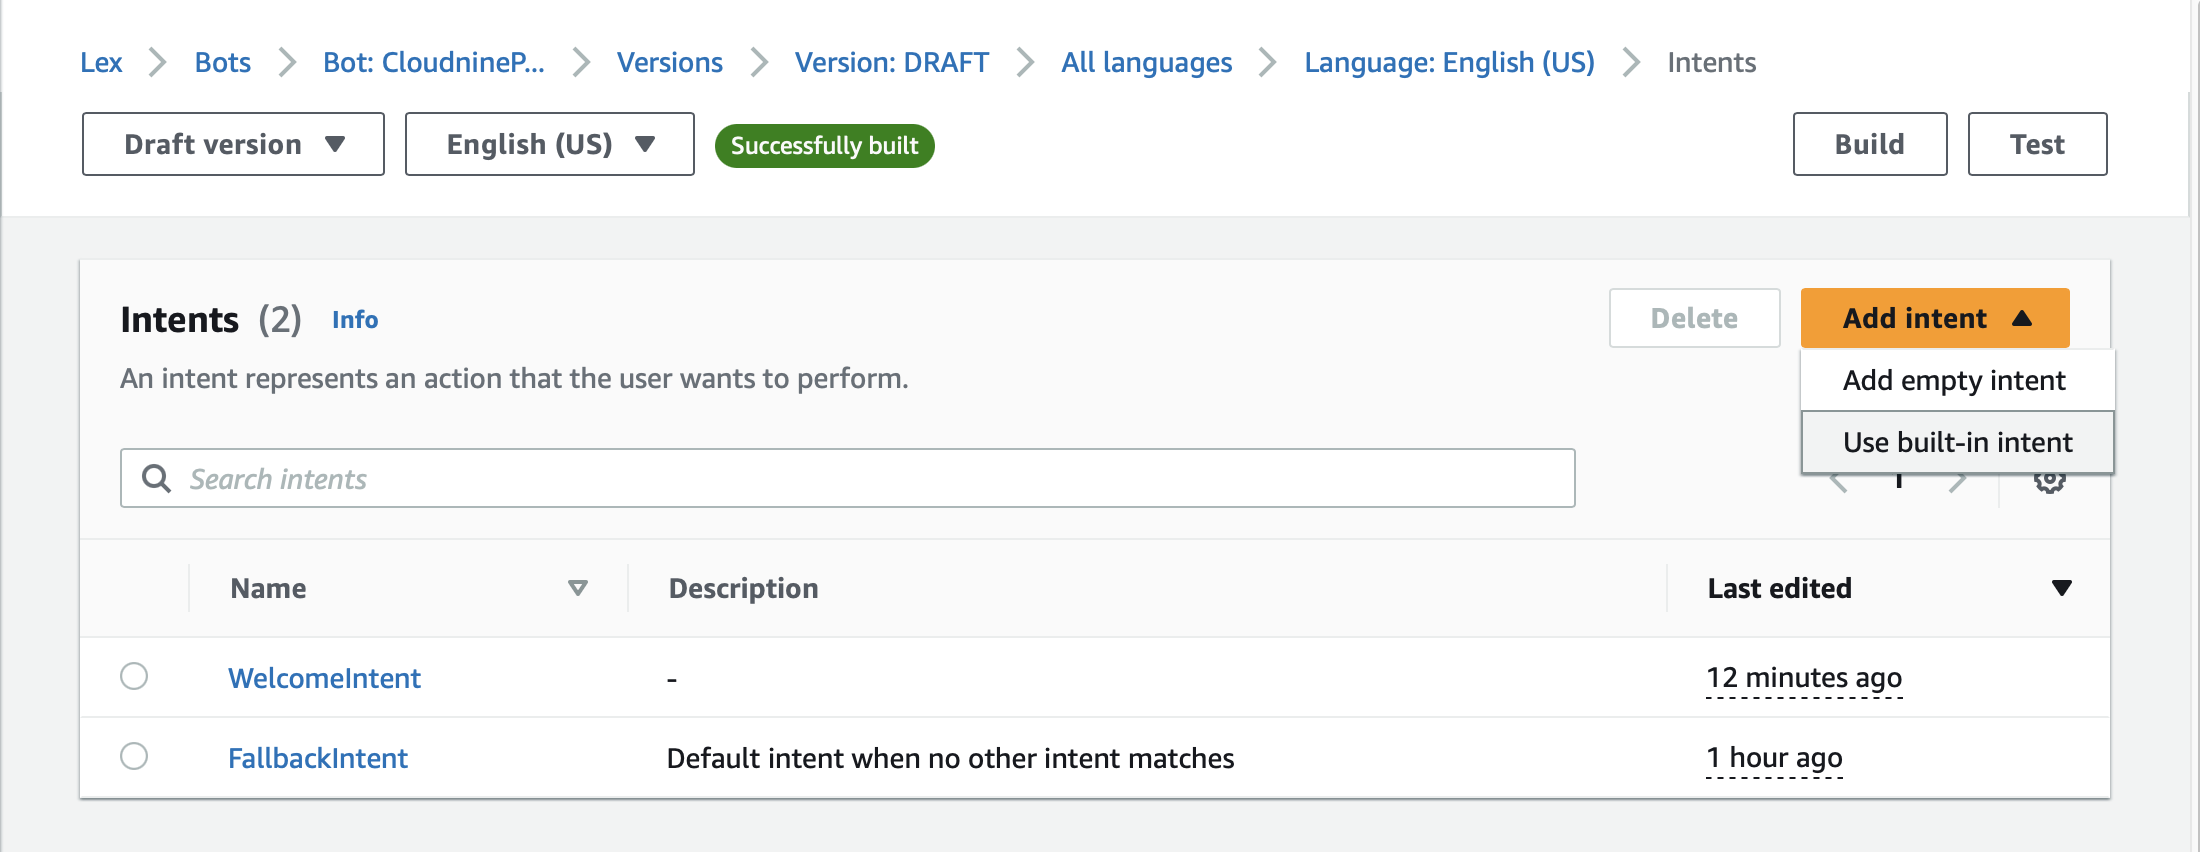 Lex Bots Bot: CloudnineP... Versions Version: DRAFT All languages Language: English (US) Intents
Draft version English (US) Successfully built Build Test
Intents (2) Info Delete Add intent
An intent represents an action that the user wants to perform. Add empty intent
Use built-in intent
Search intents 1
Name Description Last edited
WelcomeIntent - 12 minutes ago
FallbackIntent Default intent when no other intent matches 1 hour ago